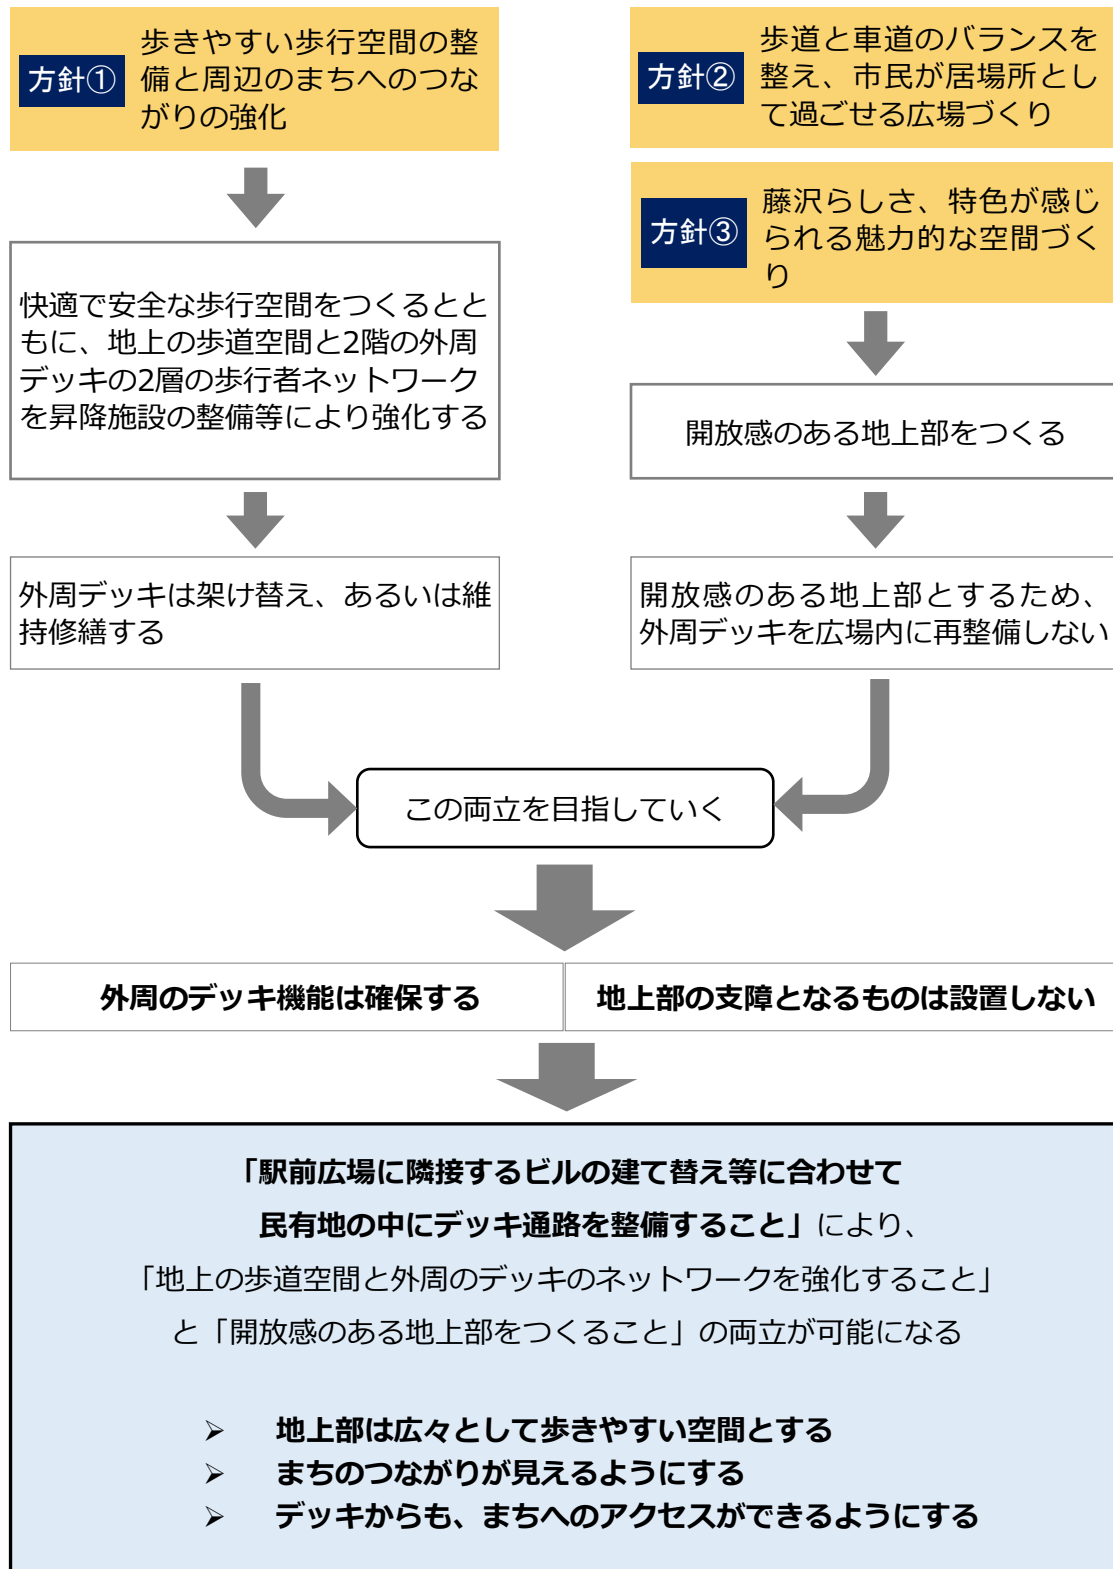 方針①
歩きやすい歩行空間の整
備と周辺のまちへのつな
がりの強化
方針②
歩道と車道のバランスを
整え、市民が居場所とし
て過ごせる広場づくり
方針③
藤沢らしさ、特色が感じ
られる魅力的な空間づく
り
快適で安全な歩行空間をつくるとと
もに、地上の歩道空間と2階の外周
デッキの2層の歩行者ネットワーク
を昇降施設の整備等により強化する
開放感のある地上部をつくる
外周デッキは架け替え、あるいは維
持修繕する
開放感のある地上部とするため、
外周デッキを広場内に再整備しない
この両立を目指していく
外周のデッキ機能は確保する
地上部の支障となるものは設置しない
「駅前広場に隣接するビルの建て替え等に合わせて
民有地の中にデッキ通路を整備すること」により、
「地上の歩道空間と外周のデッキのネットワークを強化すること」
と「開放感のある地上部をつくること」の両立が可能になる
➢ 地上部は広々として歩きやすい空間とする
➢ まちのつながりが見えるようにする
➢ デッキからも、まちへのアクセスができるようにする